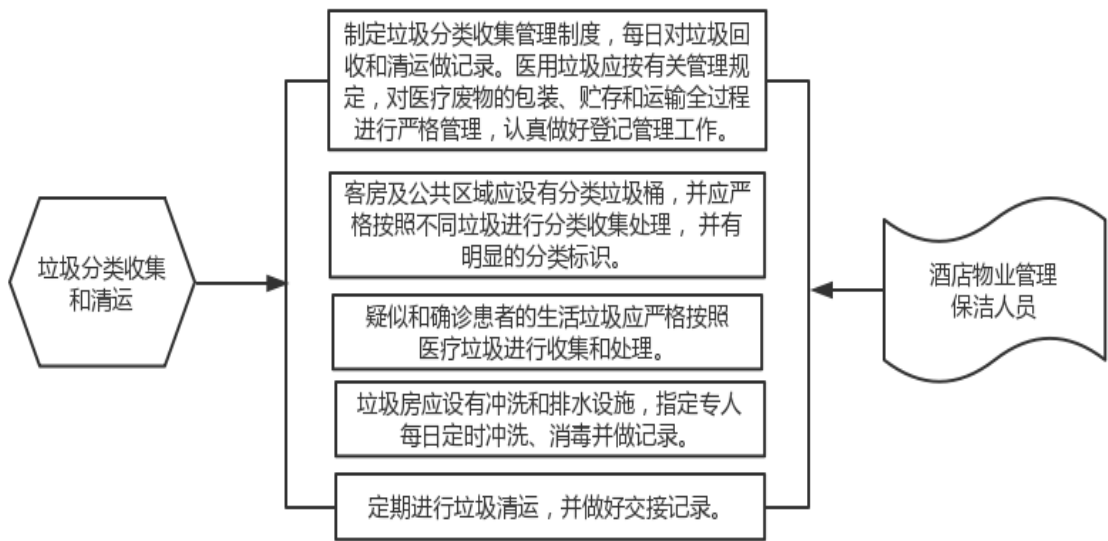 制定垃圾分类收集管理制度，每日对垃圾回
收和清运做记录。医用垃圾应按有关管理规
定，对医疗废物的包装、贮存和运输全过程
进行严格管理，认真做好登记管理工作。
客房及公共区域应设有分类垃圾桶，并应严
格按照不同垃圾进行分类收集处理，并有
明显的分类标识。
垃圾分类收集
和清运
酒店物业管理
保洁人员
疑似和确诊患者的生活垃圾应严格按照
医疗垃圾进行收集和处理。
垃圾房应设有冲洗和排水设施，指定专人
每日定时冲洗、消毒并做记录。
定期进行垃圾清运，并做好交接记录。